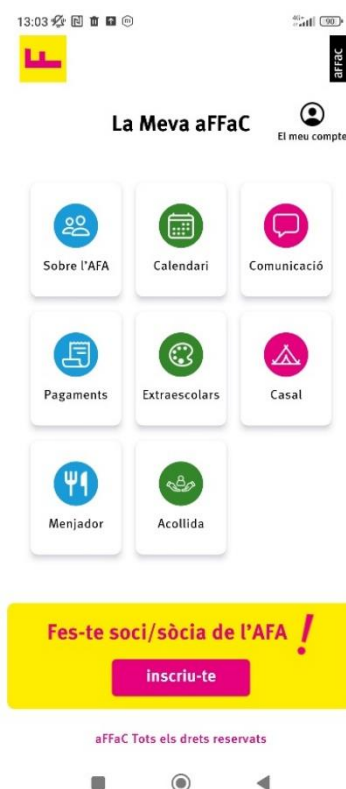 13:03
4G+
90
F
aFFaC
La Meva aFFaC
El meu compte
Sobre l'AFA
Calendari
Comunicació
Pagaments
Extraescolars
Casal
Menjador
Acollida
Fes-te soci/sòcia de l'AFA !
inscriu-te
aFFaC Tots els drets reservats